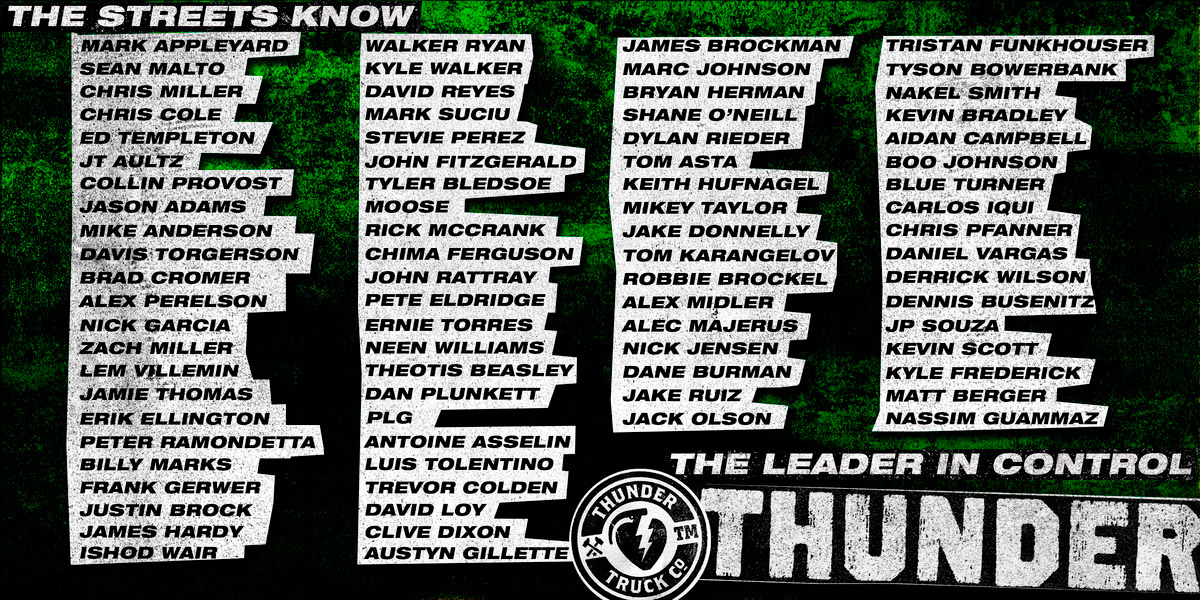 THE STREETS KNOW
MARK APPLEYARD
SEAN MALTO
CHRIS MILLER
CHRIS COLE
ED TEMPLETON
JT AULTZ
COLLIN PROVOST
JASON ADAMS
MIKE ANDERSON
DAVIS TORGERSON
BRAD CROMER
ALEX PERELSON
NICK GARCIA
ZACH MILLER
LEM VILLEMIN
JAMIE THOMAS
ERIK ELLINGTON
PETER RAMONDETTA
BILLY MARKS
FRANK GERWER
JUSTIN BROCK
JAMES HARDY
ISHOD WAIR
WALKER RYAN
KYLE WALKER
DAVID REYES
MARK SUCIU
STEVIE PEREZ
JOHN FITZGERALD
TYLER BLEDSOE
MOOSE
RICK MCCRANK
CHIMA FERGUSON
JOHN RATTRAY
PETE ELDRIDGE
ERNIE TORRES
NEEN WILLIAMS
THEOTIS BEASLEY
DAN PLUNKETT
PLG
ANTOINE ASSELIN
LUIS TOLENTINO
TREVOR COLDEN
DAVID LOY
CLIVE DIXON
AUSTYN GILLETTE
JAMES BROCKMAN
MARC JOHNSON
BRYAN HERMAN
SHANE O'NEILL
DYLAN RIEDER
TOM ASTA
KEITH HUFNAGEL
MIKEY TAYLOR
JAKE DONNELLY
TOM KARANGELOV
ROBBIE BROCKEL
ALEX MIDLER
ALEC MAJERUS
NICK JENSEN
DANE BURMAN
JAKE RUIZ
JACK OLSON
TRISTAN FUNKHOUSER
TYSON BOWERBANK
NAKEL SMITH
KEVIN BRADLEY
AIDAN CAMPBELL
BOO JOHNSON
BLUE TURNER
CARLOS IQUI
CHRIS PFANNER
DANIEL VARGAS
DERRICK WILSON
DENNIS BUSENITZ
JP SOUZA
KEVIN SCOTT
KYLE FREDERICK
MATT BERGER
NASSIM GUAMMAZ
THE LEADER IN CONTROL
THUNDER
TRUCK CO.
TM
THUNDER